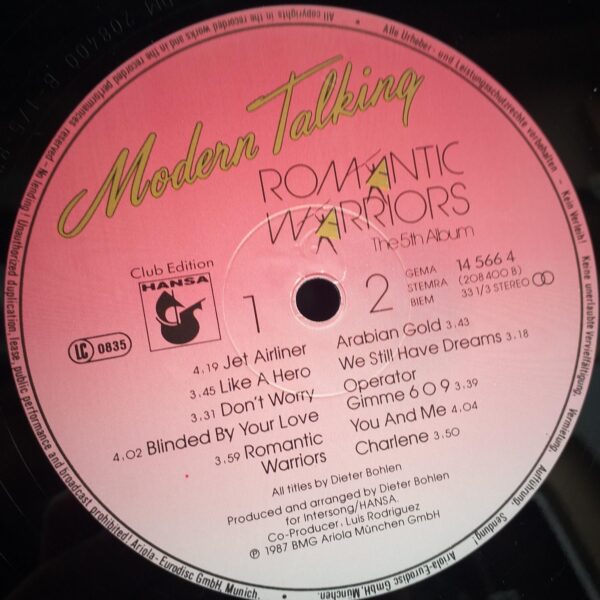 Modern Talking
ROMANTIC
WARRIORS
The 5th Album
Club Edition
HANSA
LC 0835
1
2
GEMA
STEMRA
BIEM
14 566 4
(208 400 B)
33 1/3 STEREO
4.19 Jet Airliner
3.45 Like A Hero
3.31 Don't Worry
4.02 Blinded By Your Love
3.59 Romantic
Warriors
Arabian Gold 3.43
We Still Have Dreams 3.18
Operator
Gimme 6 0 9 3.39
You And Me 4.04
Charlene 3.50
All titles by Dieter Bohlen
Produced and arranged by Dieter Bohlen
for Intersong/HANSA.
Co-Producer: Luis Rodriguez
℗ 1987 BMG Ariola München GmbH
Alle Urheber- und Leistungsschutzrechte vorbehalten - Kein Verleih! Keine unerlaubte Vervielfältigung, Vermietung, Aufführung, Sendung!
Ariola-Eurodisc GmbH, München.
All copyrights in the recorded works and in the recorded performances reserved - No lending! Unauthorized duplication, lease, public performance and broadcast prohibited! Ariola-Eurodisc GmbH, Munich.